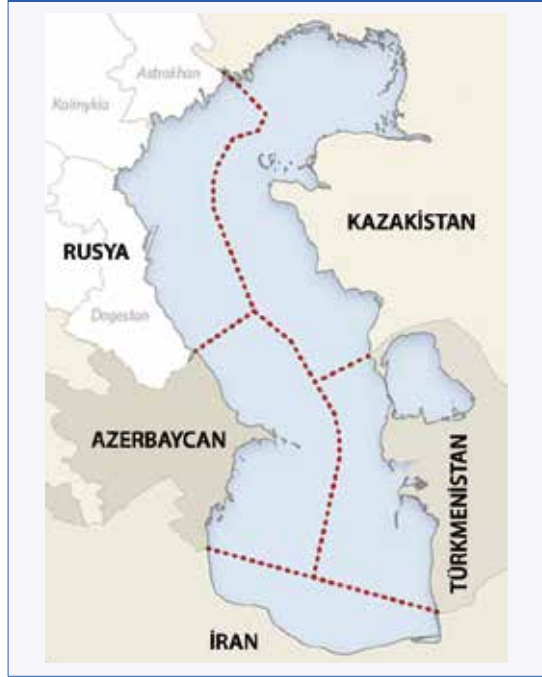 Astrakhan
Kalmykia
KAZAKİSTAN
RUSYA
Dagestan
AZERBAYCAN
TÜRKMENİSTAN
İRAN